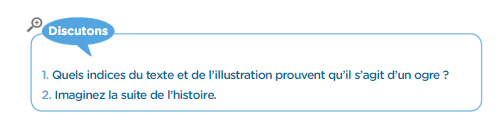 Discutons
1. Quels indices du texte et de l'illustration prouvent qu'il s'agit d'un ogre ?
2. Imaginez la suite de l'histoire.